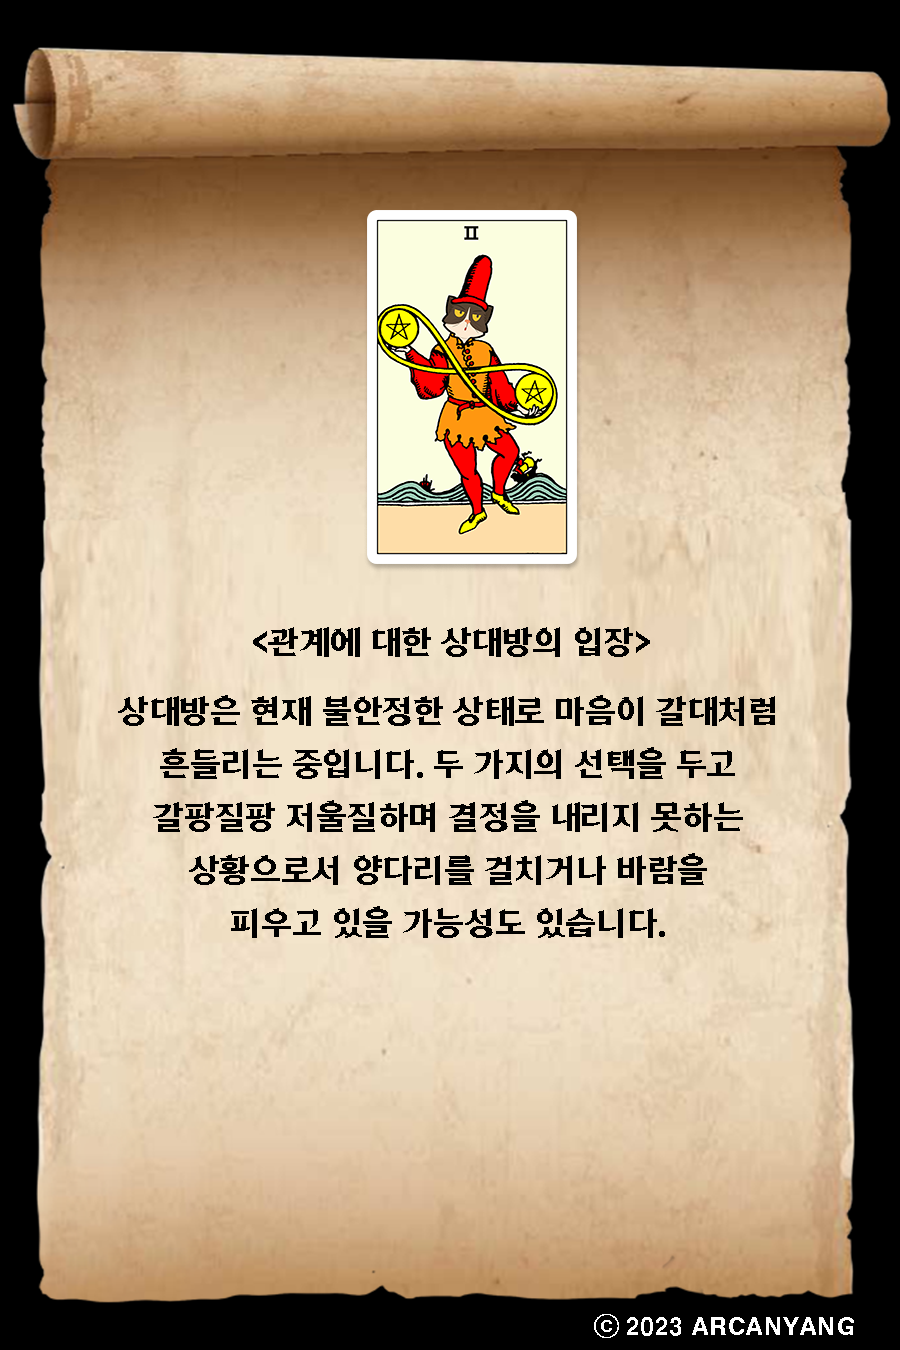 II
<관계에 대한 상대방의 입장>
상대방은 현재 불안정한 상태로 마음이 갈대처럼
흔들리는 중입니다. 두 가지의 선택을 두고
갈팡질팡 저울질하며 결정을 내리지 못하는
상황으로서 양다리를 걸치거나 바람을
피우고 있을 가능성도 있습니다.
© 2023 ARCANYANG